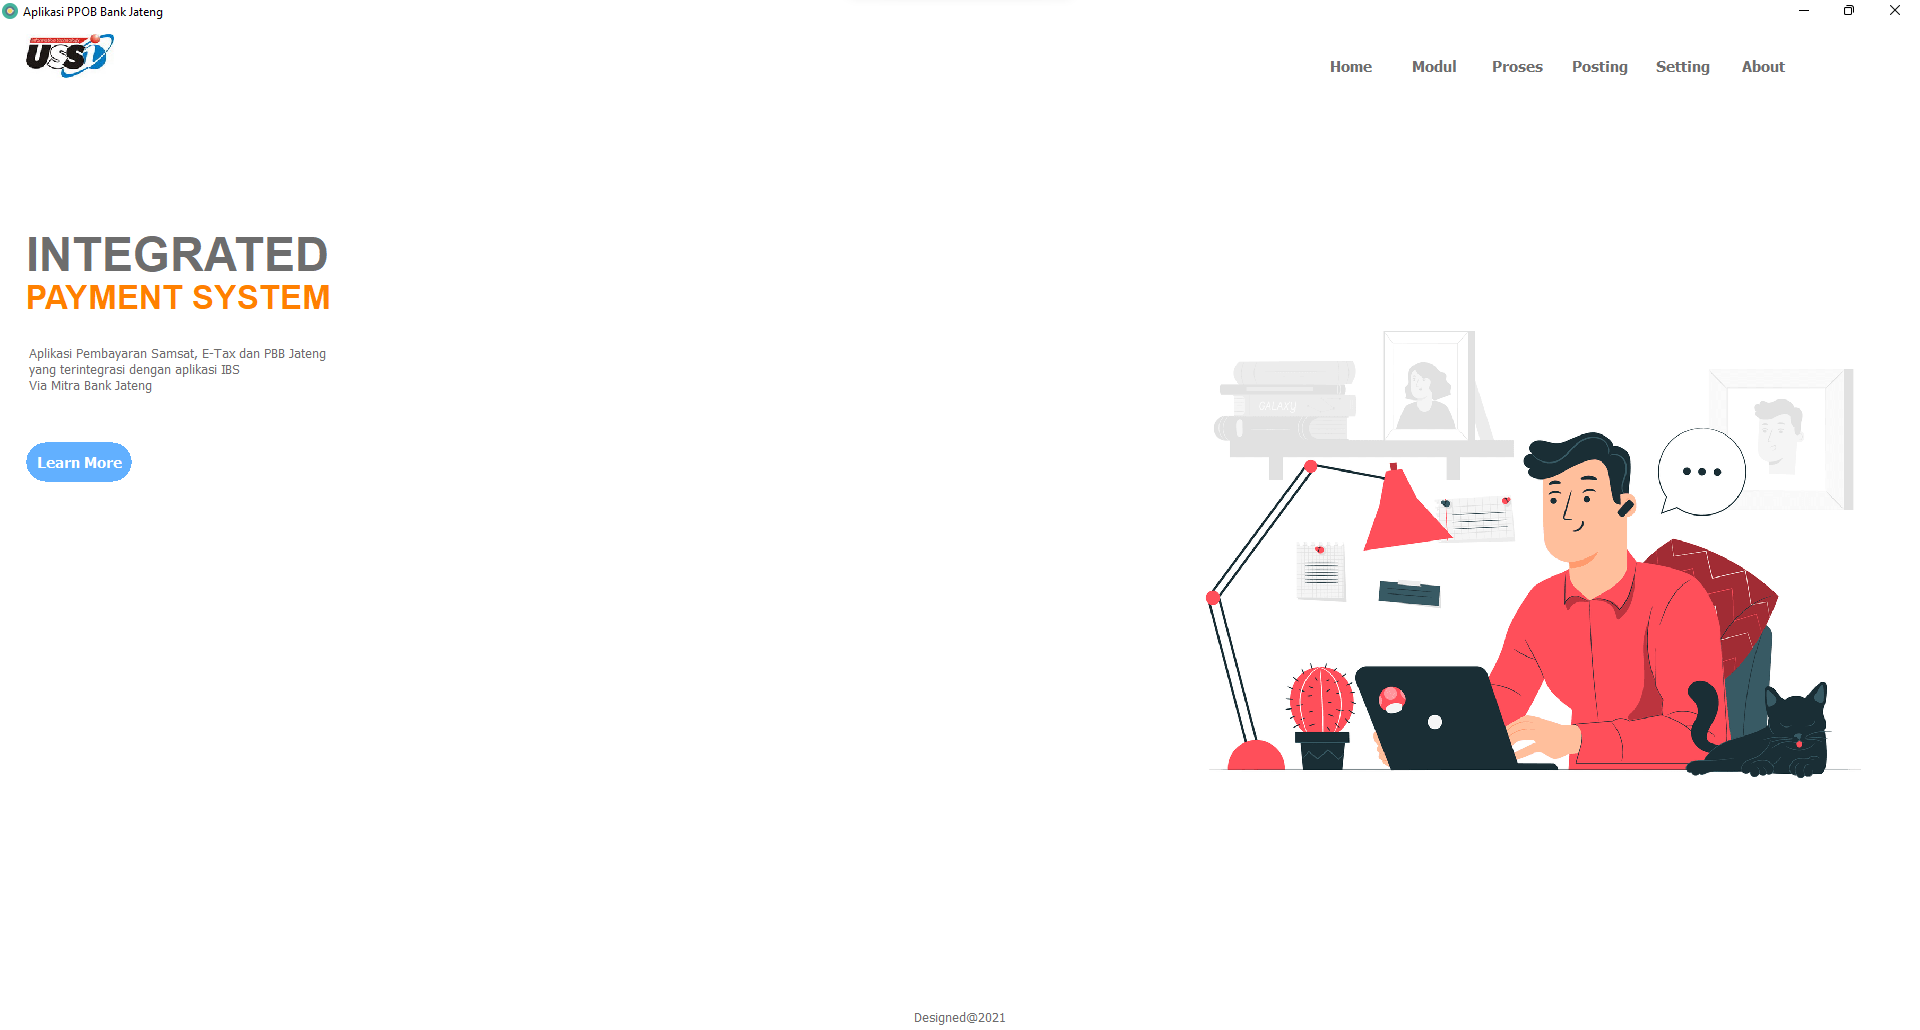 Aplikasi PPOB Bank Jateng
USSi
Home Modul Proses Posting Setting About
INTEGRATED
PAYMENT SYSTEM
Aplikasi Pembayaran Samsat, E-Tax dan PBB Jateng
yang terintegrasi dengan aplikasi IBS
Via Mitra Bank Jateng
Learn More
GALAXY
Designed@2021